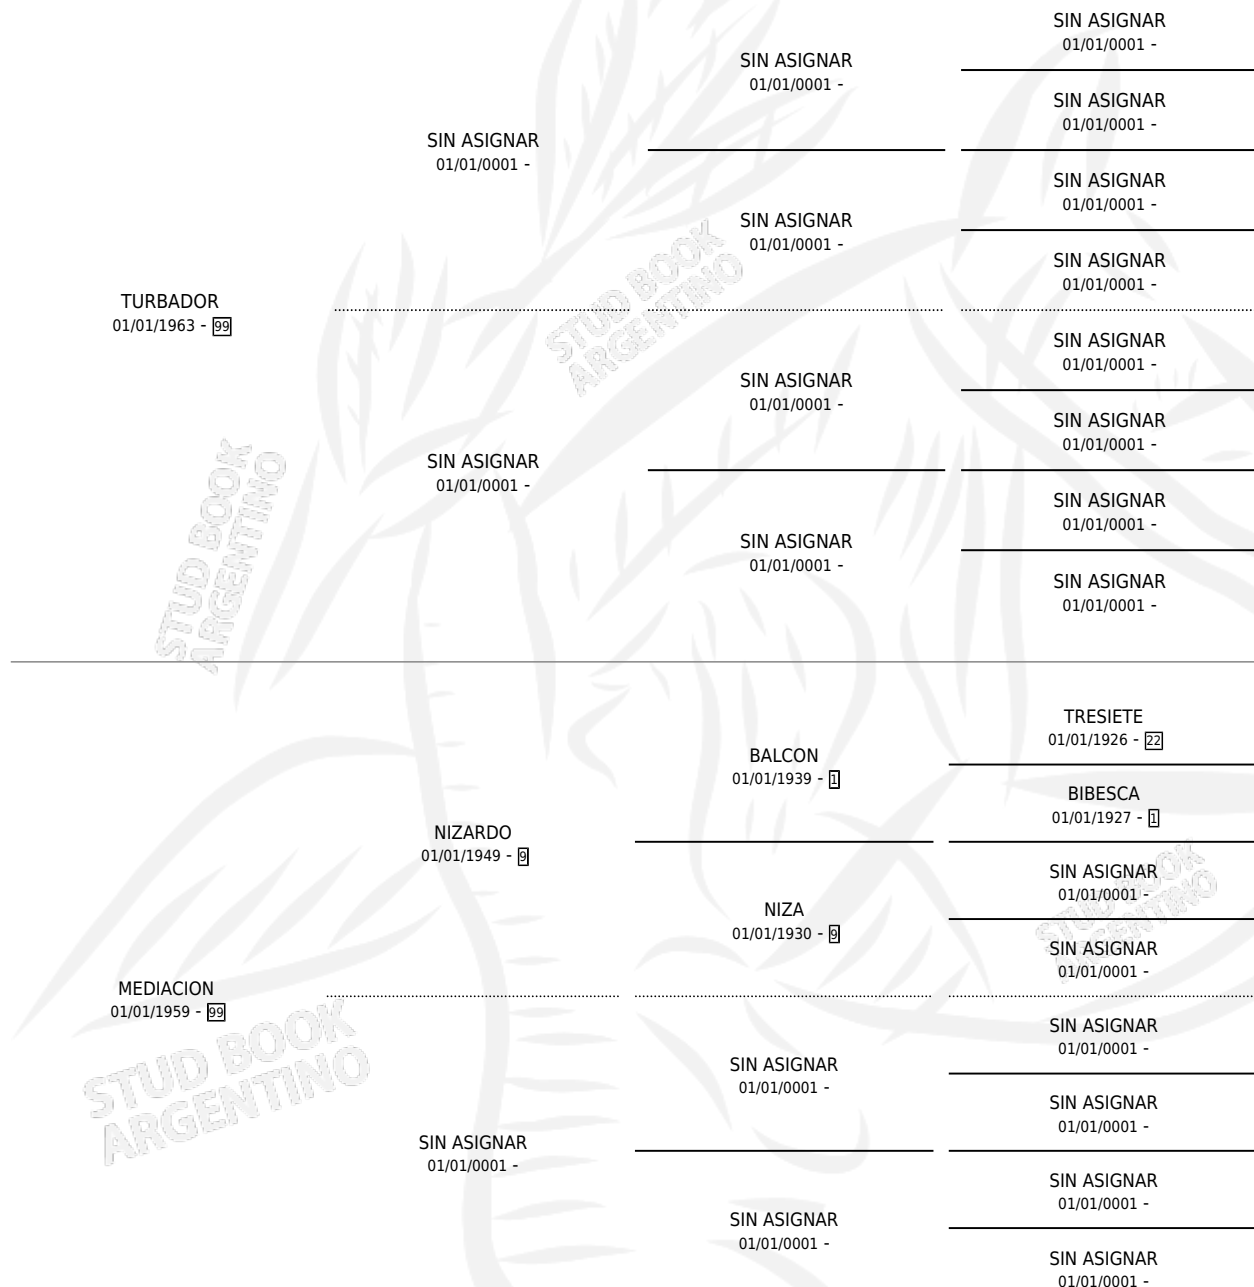 SIN ASIGNAR
01/01/0001 -
SIN ASIGNAR
01/01/0001 -
SIN ASIGNAR
01/01/0001 -
SIN ASIGNAR
01/01/0001 -
SIN ASIGNAR
01/01/0001 -
SIN ASIGNAR
01/01/0001 -
SIN ASIGNAR
01/01/0001 -
TURBADOR
01/01/1963 - 99
SIN ASIGNAR
01/01/0001 -
SIN ASIGNAR
01/01/0001 -
SIN ASIGNAR
01/01/0001 -
SIN ASIGNAR
01/01/0001 -
SIN ASIGNAR
01/01/0001 -
SIN ASIGNAR
01/01/0001 -
SIN ASIGNAR
01/01/0001 -
STUD BOOK
ARGENTINO
STUD BOOK
ARGENTINO
TRESIETE
01/01/1926 - 22
BALCON
01/01/1939 - 1
BIBESCA
01/01/1927 - 1
NIZARDO
01/01/1949 - 9
SIN ASIGNAR
01/01/0001 -
NIZA
01/01/1930 - 9
SIN ASIGNAR
01/01/0001 -
STUD BOOK
ARGENTINO
MEDIACION
01/01/1959 - 99
STUD BOOK
ARGENTINO
SIN ASIGNAR
01/01/0001 -
SIN ASIGNAR
01/01/0001 -
SIN ASIGNAR
01/01/0001 -
SIN ASIGNAR
01/01/0001 -
SIN ASIGNAR
01/01/0001 -
SIN ASIGNAR
01/01/0001 -
SIN ASIGNAR
01/01/0001 -